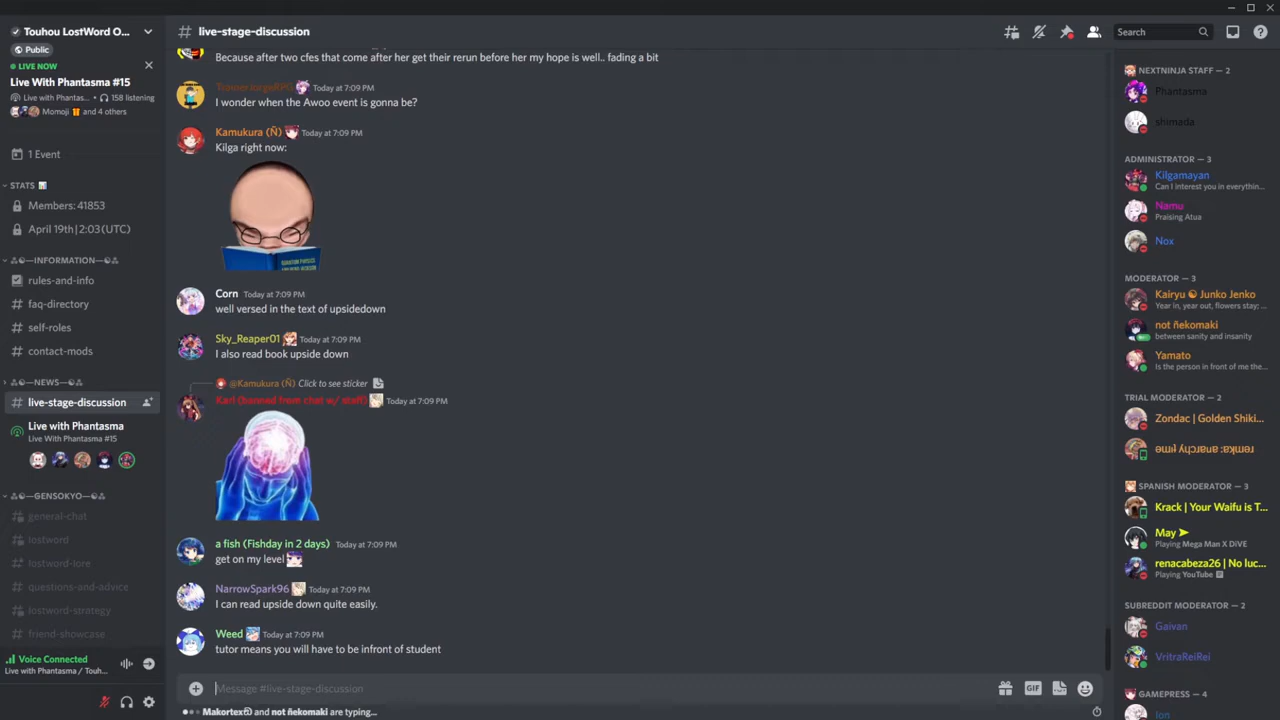 Touhou LostWord O...
Public
LIVE NOW
Live With Phantasma #15
Live with Phantas... 158 listening
Momoji and 4 others
1 Event
STATS
Members: 41853
April 19th | 2:03 (UTC)
INFORMATION
rules-and-info
faq-directory
self-roles
contact-mods
NEWS
live-stage-discussion
Live with Phantasma
Live With Phantasma #15
GENSOKYO
general-chat
lostword
lostword-lore
questions-and-advice
lostword-strategy
friend-showcase
Voice Connected
Live with Phantasma / Touh...
live-stage-discussion
Search
Because after two cfes that come after her get their rerun before her my hope is well.. fading a bit
Today at 7:09 PM
I wonder when the Awoo event is gonna be?
Kamukura (Ñ) Today at 7:09 PM
Kilga right now:
Corn Today at 7:09 PM
well versed in the text of upsidedown
Sky_Reaper01 Today at 7:09 PM
I also read book upside down
@Kamukura (Ñ) Click to see sticker
Karl (banned from chat w/ staff) Today at 7:09 PM
a fish (Fishday in 2 days) Today at 7:09 PM
get on my level
NarrowSpark96 Today at 7:09 PM
I can read upside down quite easily.
Weed Today at 7:09 PM
tutor means you will have to be infront of student
Message #live-stage-discussion
GIF
and not ñekomaki are typing...
NEXTNINJA STAFF – 2
Phantasma
shimada
ADMINISTRATOR – 3
Kilgamayan
Can I interest you in everythin...
Namu
Praising Atua
Nox
MODERATOR – 3
Kairyu Junko Jenko
Year in, year out, flowers stay; ...
not ñekomaki
between sanity and insanity
Yamato
Is the person in front of me the...
TRIAL MODERATOR – 2
Zondac | Golden Shiki...
SPANISH MODERATOR – 3
Krack | Your Waifu is T...
May ➤
Playing Mega Man X DiVE
renacabeza26 | No luc...
Playing YouTube
SUBREDDIT MODERATOR – 2
Gaivan
VritraReiRei
GAMEPRESS – 4